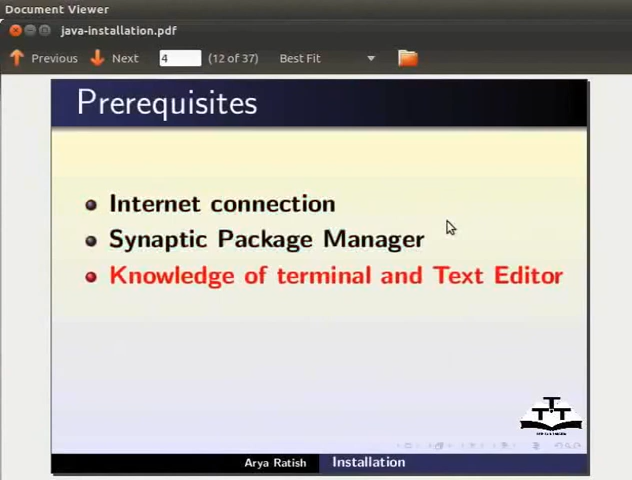 Document Viewer
java-installation.pdf
Previous Next 4 (12 of 37) Best Fit
Prerequisites
Internet connection
Synaptic Package Manager
Knowledge of terminal and Text Editor
TTT
Arya Ratish Installation